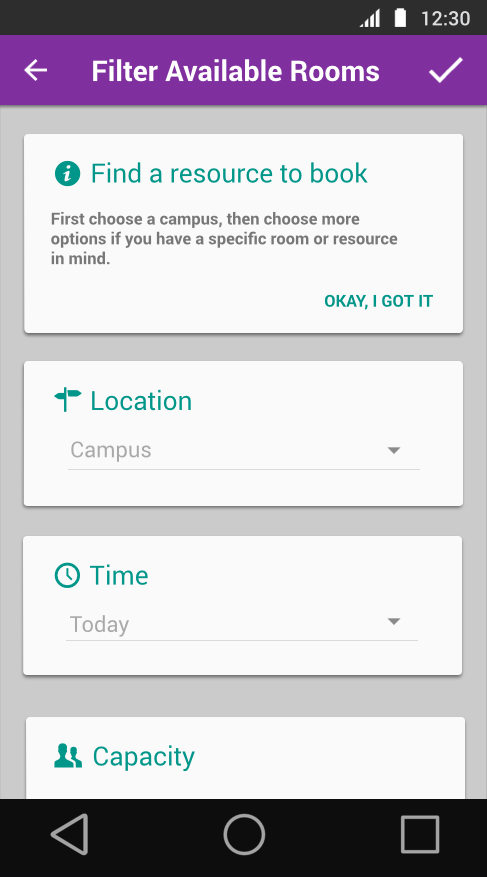 12:30
Filter Available Rooms
Find a resource to book
First choose a campus, then choose more
options if you have a specific room or resource
in mind.
OKAY, I GOT IT
Location
Campus
Time
Today
Capacity